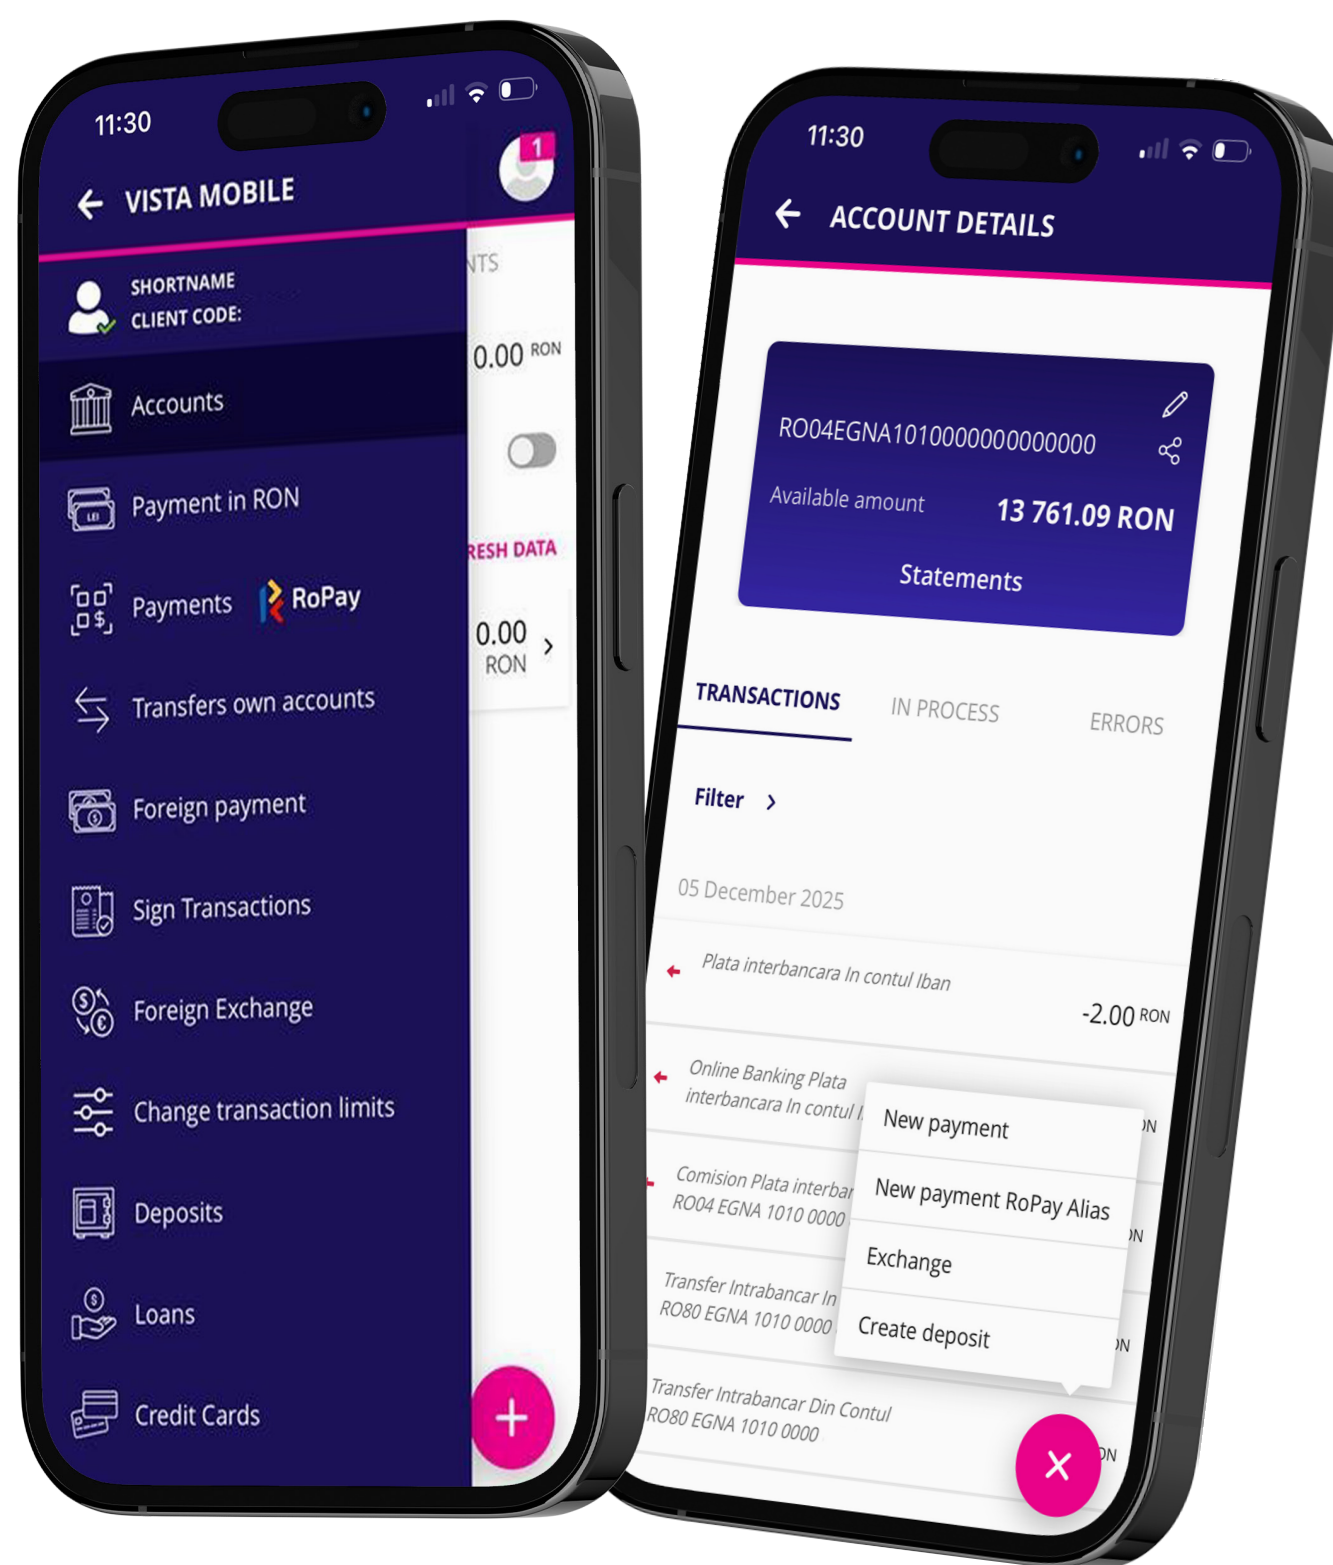 11:30
VISTA MOBILE
1
SHORTNAME
CLIENT CODE:
Accounts
Payment in RON
LEI
Payments RoPay
Transfers own accounts
Foreign payment
Sign Transactions
Foreign Exchange
Change transaction limits
Deposits
Loans
Credit Cards
NTS
0.00 RON
RESH DATA
0.00
RON
11:30
ACCOUNT DETAILS
RO04EGNA1010000000000000
Available amount 13 761.09 RON
Statements
TRANSACTIONS IN PROCESS ERRORS
Filter
05 December 2025
Plata interbancara In contul Iban
-2.00 RON
Online Banking Plata
interbancara In contul
Comision Plata interbar
RO04 EGNA 1010 0000
Transfer Intrabancar In
RO80 EGNA 1010 0000
Transfer Intrabancar Din Contul
RO80 EGNA 1010 0000
New payment
New payment RoPay Alias
Exchange
Create deposit